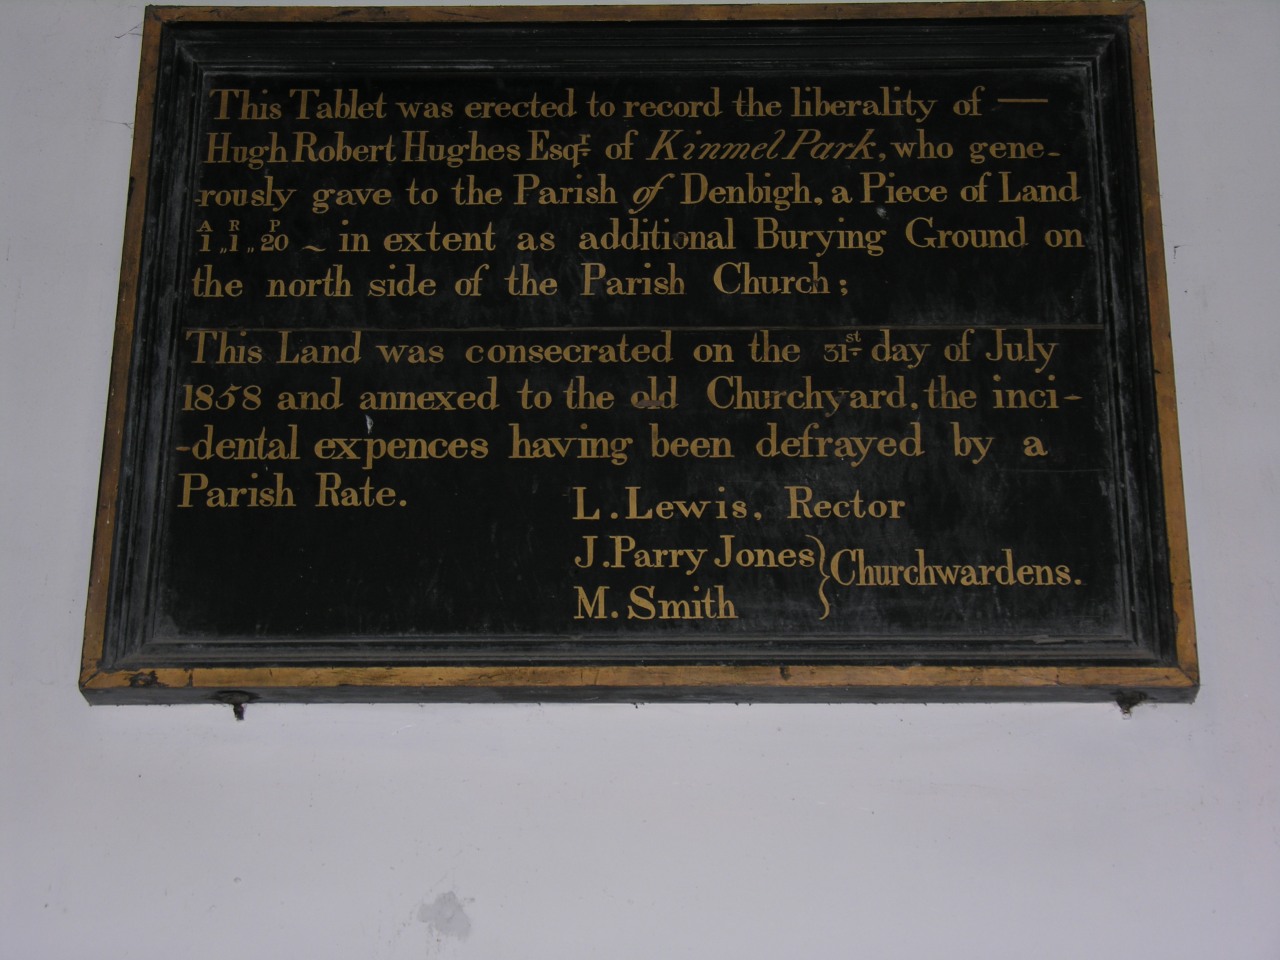 This Tablet was erected to record the liberality of —
Hugh Robert Hughes Esqr. of Kinmel Park, who gene-
-rously gave to the Parish of Denbigh, a Piece of Land
A R P
1 „ 1 „ 20 ~ in extent as additional Burying Ground on
the north side of the Parish Church;
This Land was consecrated on the 31st day of July
1858 and annexed to the old Churchyard, the inci-
-dental expences having been defrayed by a
Parish Rate.
L. Lewis, Rector
J. Parry Jones } Churchwardens.
M. Smith